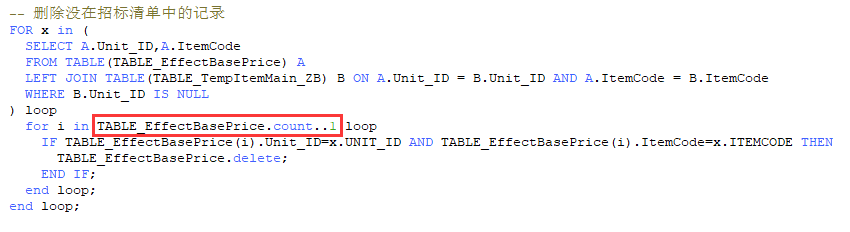 -- 删除没在招标清单中的记录
FOR x in (
SELECT A.Unit_ID,A.ItemCode
FROM TABLE(TABLE_EffectBasePrice) A
LEFT JOIN TABLE(TABLE_TempItemMain_ZB) B ON A.Unit_ID = B.Unit_ID AND A.ItemCode = B.ItemCode
WHERE B.Unit_ID IS NULL
) loop
for i in TABLE_EffectBasePrice.count..1 loop
IF TABLE_EffectBasePrice(i).Unit_ID=x.UNIT_ID AND TABLE_EffectBasePrice(i).ItemCode=x.ITEMCODE THEN
TABLE_EffectBasePrice.delete;
END IF;
end loop;
end loop;